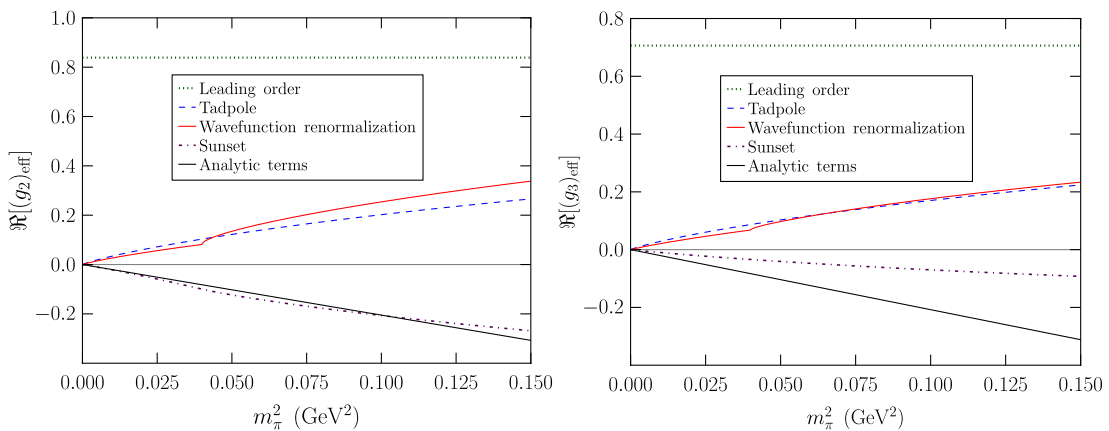 1.0
0.8
0.6
0.4
0.2
0.0
−0.2
ℜ[(g₂)eff]
Leading order
Tadpole
Wavefunction renormalization
Sunset
Analytic terms
0.000 0.025 0.050 0.075 0.100 0.125 0.150
m²π (GeV²)
0.8
0.6
0.4
0.2
0.0
−0.2
ℜ[(g₃)eff]
Leading order
Tadpole
Wavefunction renormalization
Sunset
Analytic terms
0.000 0.025 0.050 0.075 0.100 0.125 0.150
m²π (GeV²)